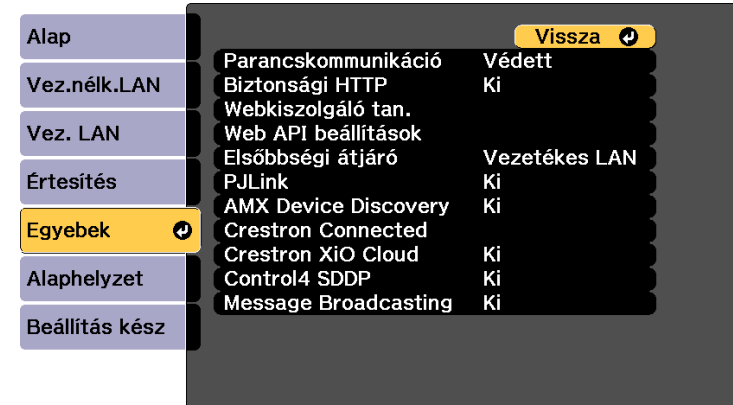 Alap
Vez.nélk.LAN
Vez. LAN
Értesítés
Egyebek
Alaphelyzet
Beállítás kész
Vissza
Parancskommunikáció Védett
Biztonsági HTTP Ki
Webkiszolgáló tan.
Web API beállítások
Elsőbbségi átjáró Vezetékes LAN
PJLink Ki
AMX Device Discovery Ki
Crestron Connected
Crestron XiO Cloud Ki
Control4 SDDP Ki
Message Broadcasting Ki